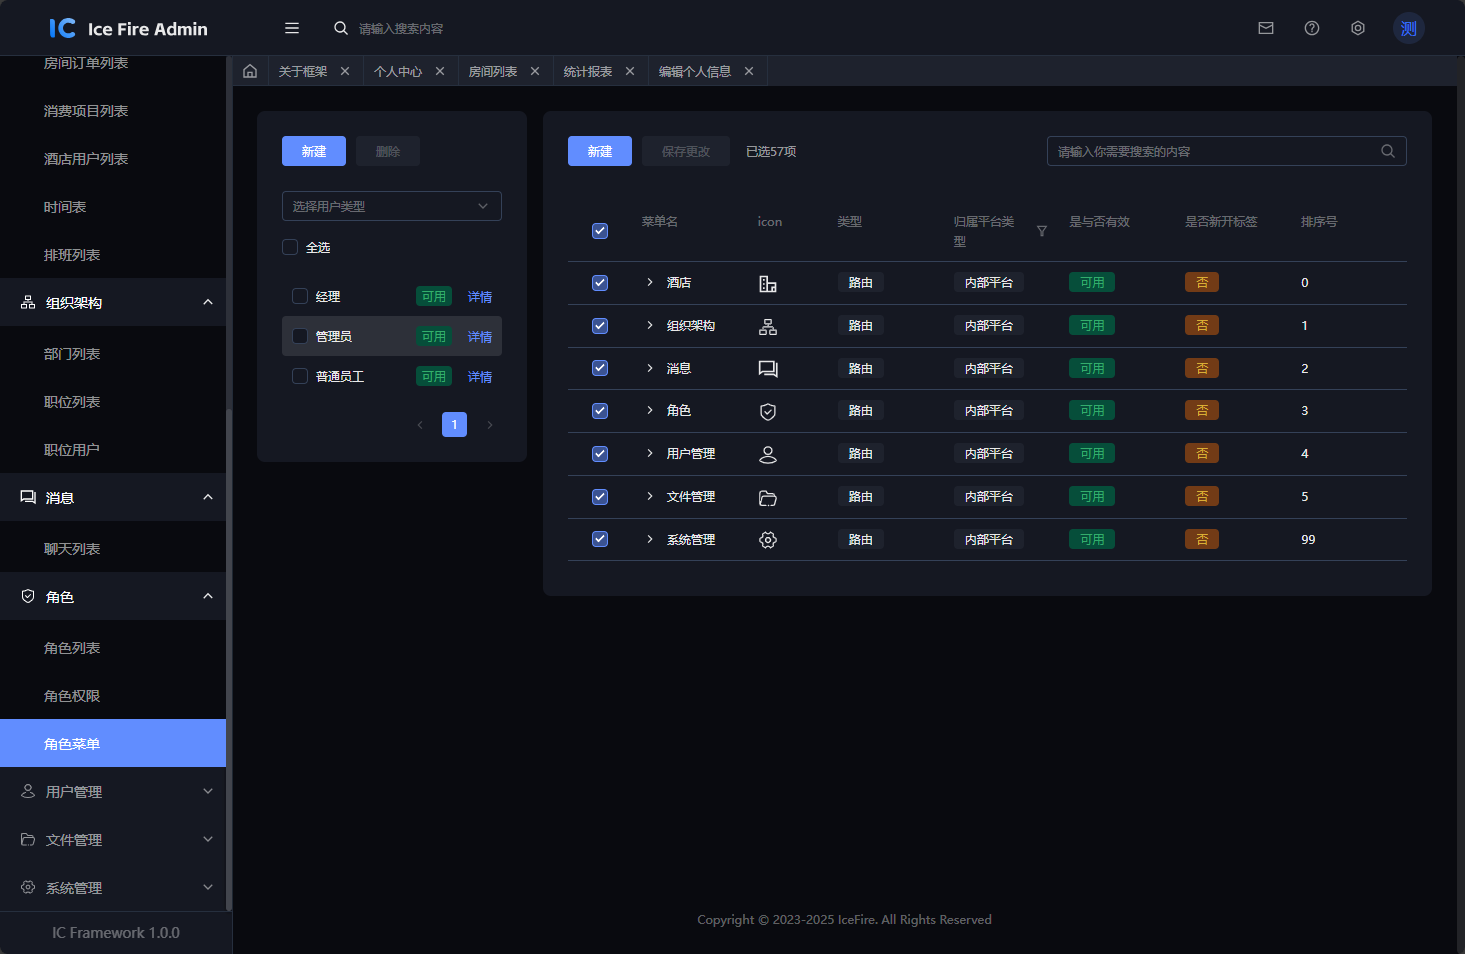 IC Ice Fire Admin
请输入搜索内容
测
房间订单列表
消费项目列表
酒店用户列表
时间表
排班列表
组织架构
部门列表
职位列表
职位用户
消息
聊天列表
角色
角色列表
角色权限
角色菜单
用户管理
文件管理
系统管理
IC Framework 1.0.0
关于框架 个人中心 房间列表 统计报表 编辑个人信息
新建 删除
选择用户类型
全选
经理 可用 详情
管理员 可用 详情
普通员工 可用 详情
1
新建 保存更改 已选57项 请输入你需要搜索的内容
菜单名 icon 类型 归属平台类型 是与否有效 是否新开标签 排序号
酒店 路由 内部平台 可用 否 0
组织架构 路由 内部平台 可用 否 1
消息 路由 内部平台 可用 否 2
角色 路由 内部平台 可用 否 3
用户管理 路由 内部平台 可用 否 4
文件管理 路由 内部平台 可用 否 5
系统管理 路由 内部平台 可用 否 99
Copyright © 2023-2025 IceFire. All Rights Reserved